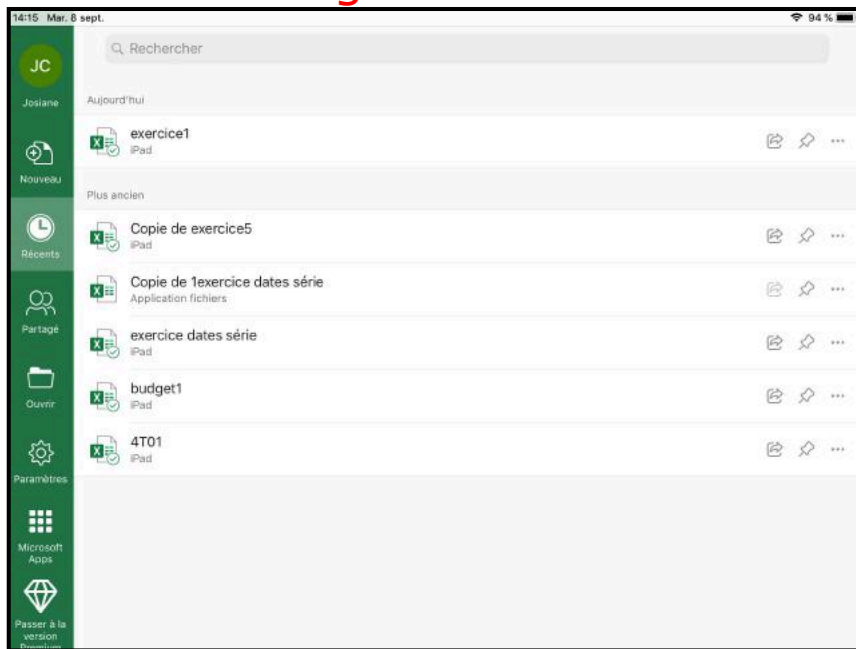 14:15 Mar. 8 sept.
94 %
JC
Josiane
Nouveau
Récents
Partagé
Ouvrir
Paramètres
Microsoft
Apps
Passer à la
version
Premium
Rechercher
Aujourd'hui
exercice1
iPad
Plus ancien
Copie de exercice5
iPad
Copie de 1exercice dates série
Application fichiers
exercice dates série
iPad
budget1
iPad
4T01
iPad